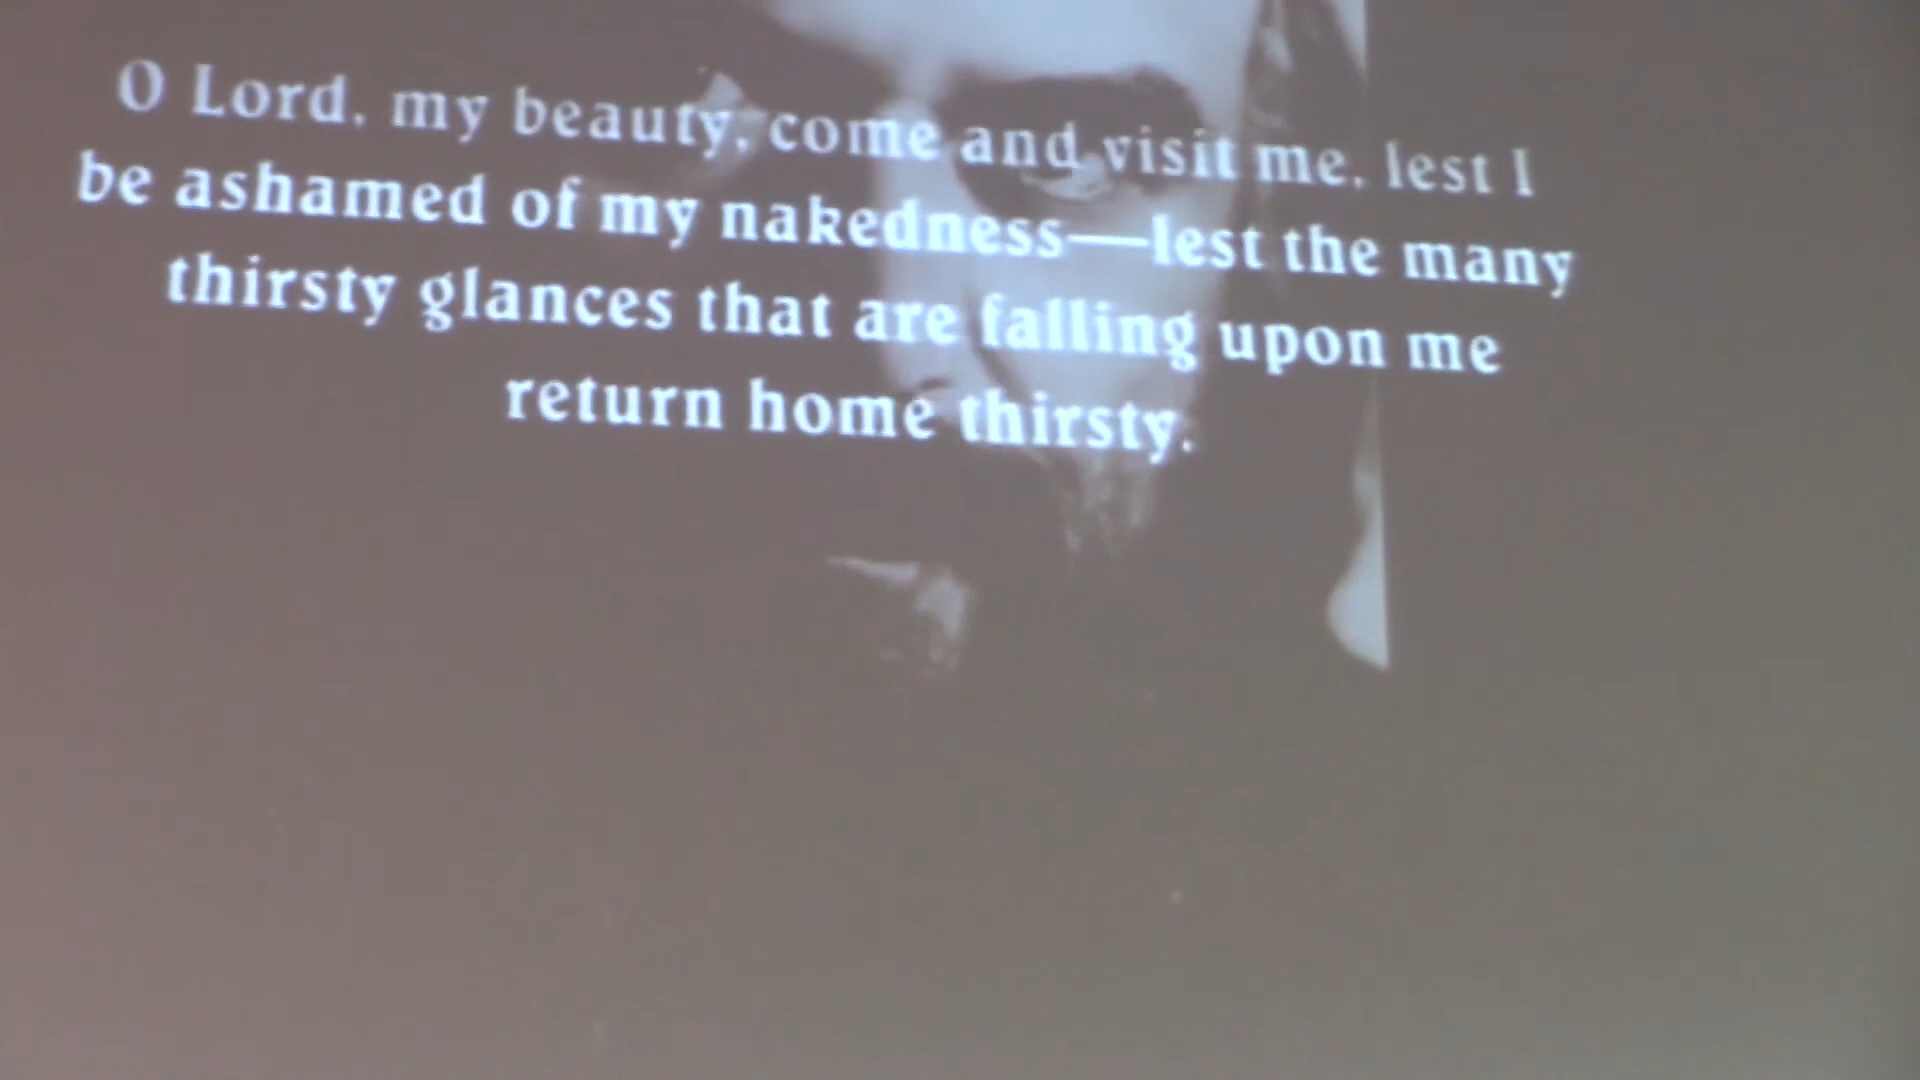 O Lord, my beauty, come and visit me, lest I
be ashamed of my nakedness—lest the many
thirsty glances that are falling upon me
return home thirsty.